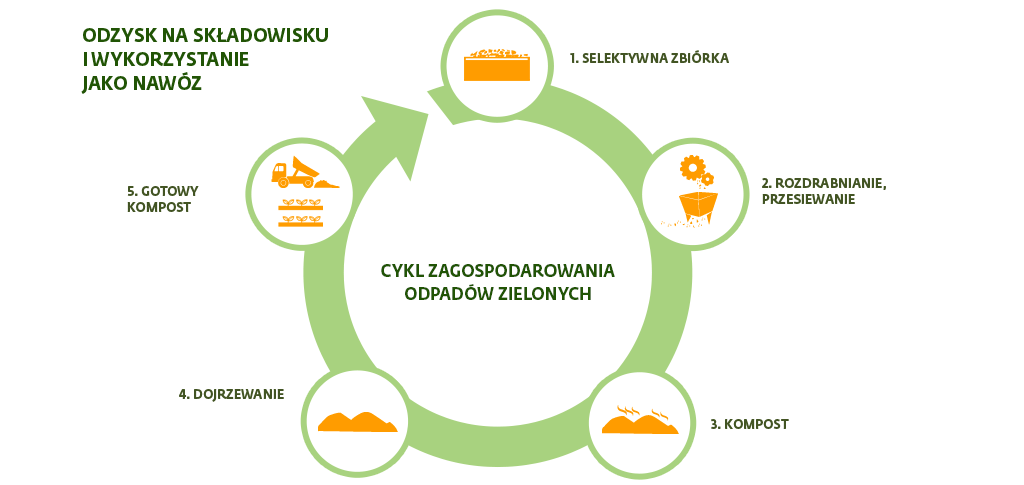 ODZYSK NA SKŁADOWISKU
I WYKORZYSTANIE
JAKO NAWÓZ
1. SELEKTYWNA ZBIÓRKA
2. ROZDRABNIANIE,
PRZESIEWANIE
3. KOMPOST
4. DOJRZEWANIE
5. GOTOWY
KOMPOST
CYKL ZAGOSPODAROWANIA
ODPADÓW ZIELONYCH